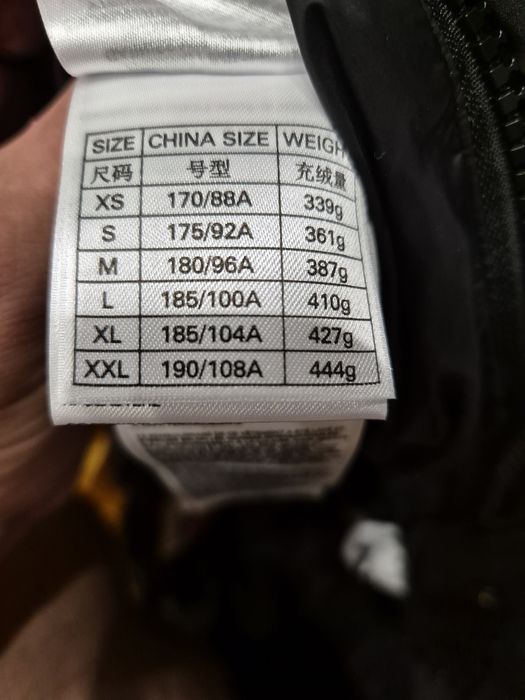 SIZE CHINA SIZE WEIGH
尺码 号型 充绒量
XS 170/88A 339g
S 175/92A 361g
M 180/96A 387g
L 185/100A 410g
XL 185/104A 427g
XXL 190/108A 444g